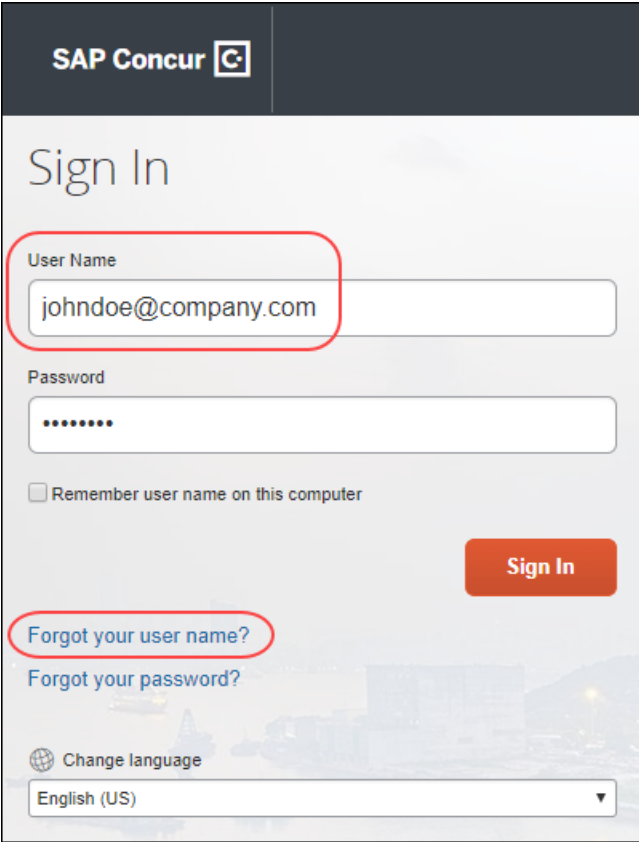 SAP Concur C
Sign In
User Name
johndoe@company.com
Password
••••••••
Remember user name on this computer
Sign In
Forgot your user name?
Forgot your password?
Change language
English (US)